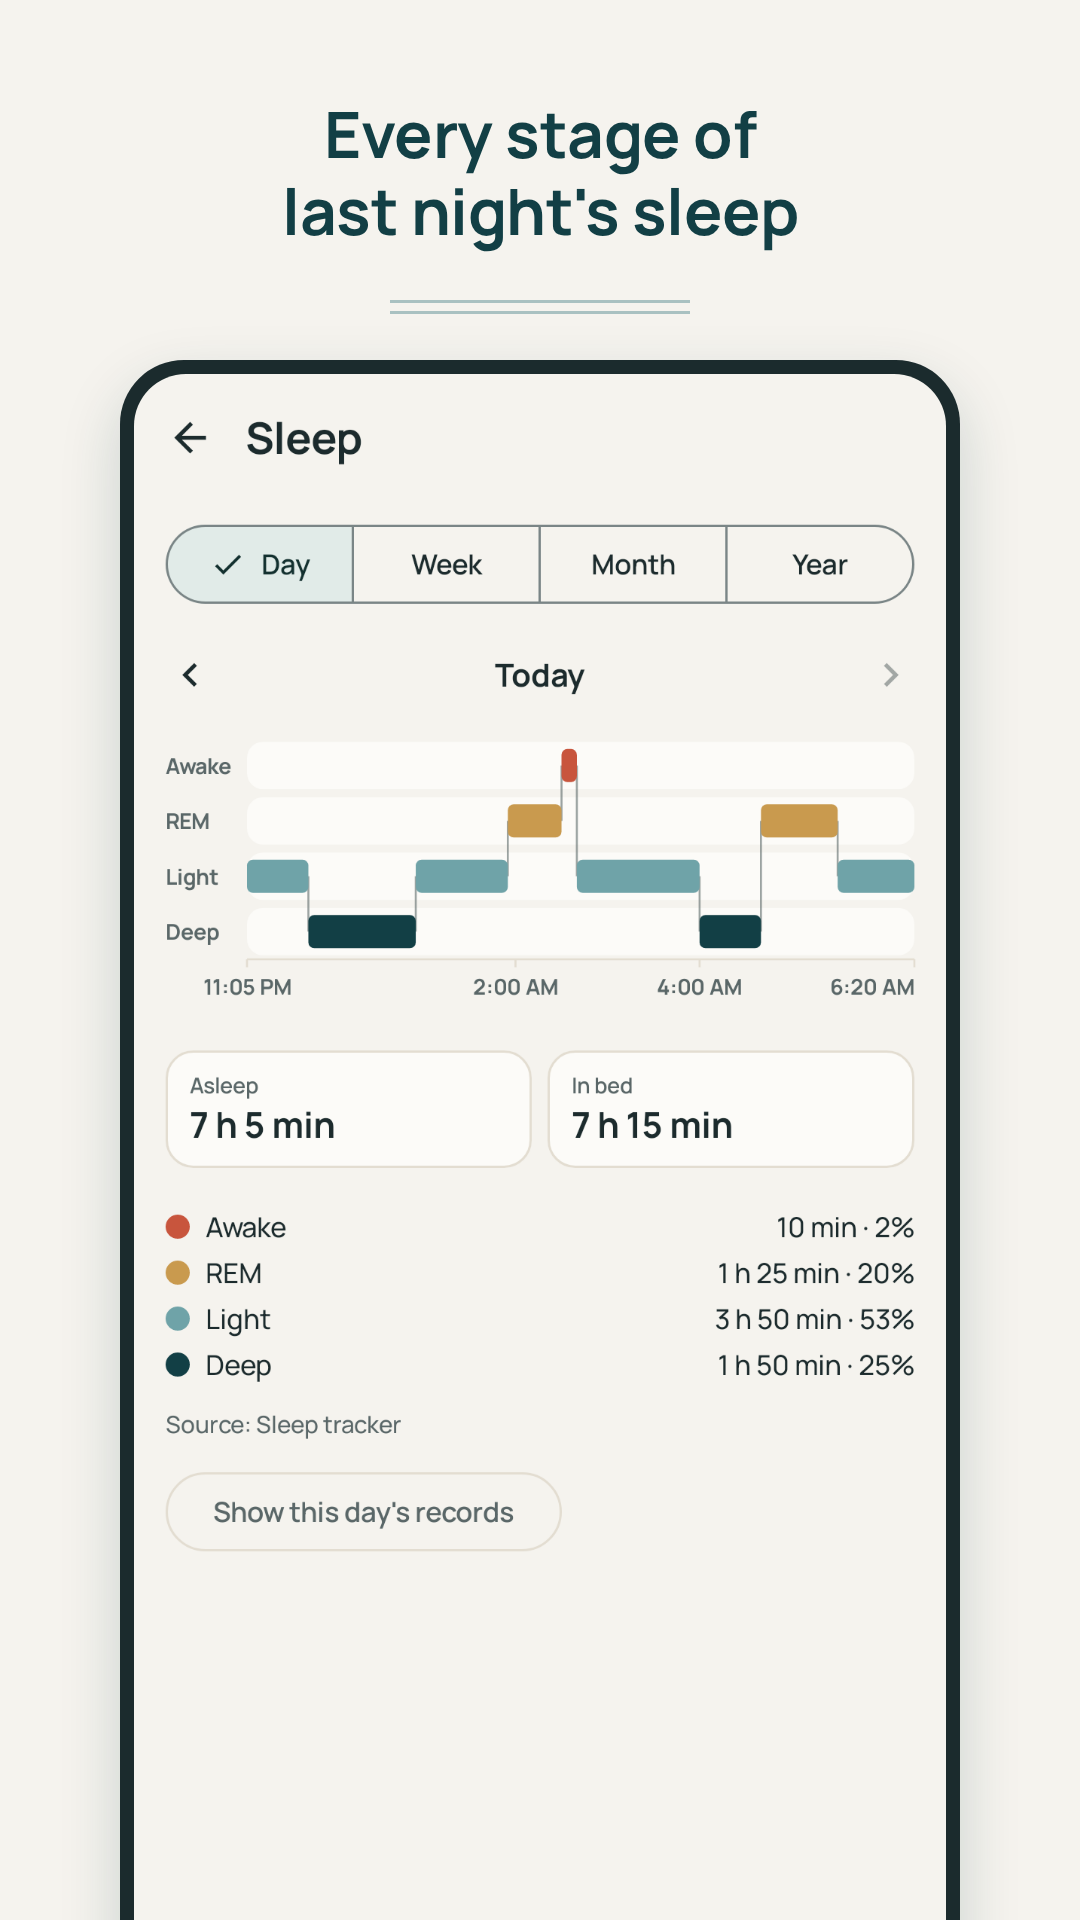 Every stage of
last night's sleep
Sleep
Day
Week
Month
Year
Today
Awake
REM
Light
Deep
11:05 PM
2:00 AM
4:00 AM
6:20 AM
Asleep
7 h 5 min
In bed
7 h 15 min
Awake
10 min · 2%
REM
1 h 25 min · 20%
Light
3 h 50 min · 53%
Deep
1 h 50 min · 25%
Source: Sleep tracker
Show this day's records